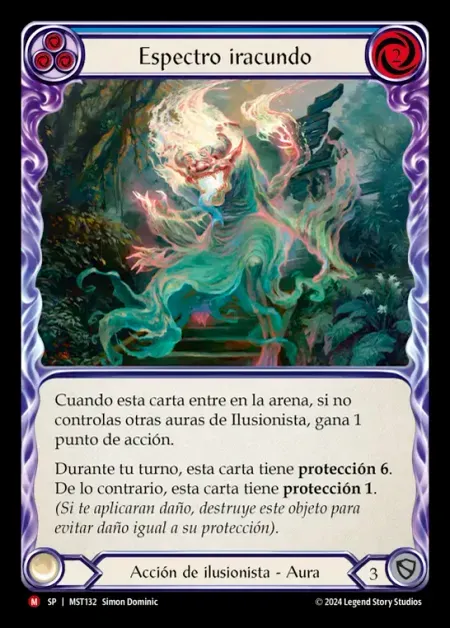 Espectro iracundo
2
Cuando esta carta entre en la arena, si no
controlas otras auras de Ilusionista, gana 1
punto de acción.
Durante tu turno, esta carta tiene protección 6.
De lo contrario, esta carta tiene protección 1.
(Si te aplicaran daño, destruye este objeto para
evitar daño igual a su protección).
Acción de ilusionista - Aura
3
M SP | MST132 Simon Dominic
© 2024 Legend Story Studios